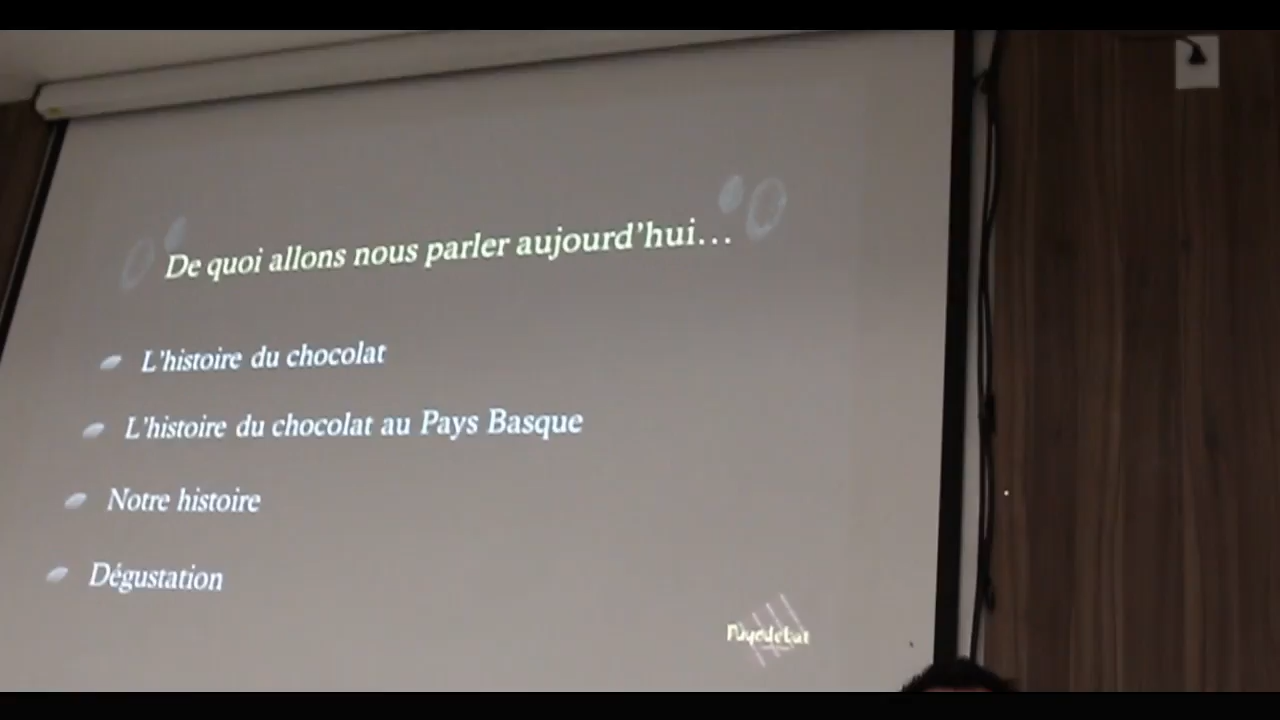 De quoi allons nous parler aujourd'hui…
L'histoire du chocolat
L'histoire du chocolat au Pays Basque
Notre histoire
Dégustation